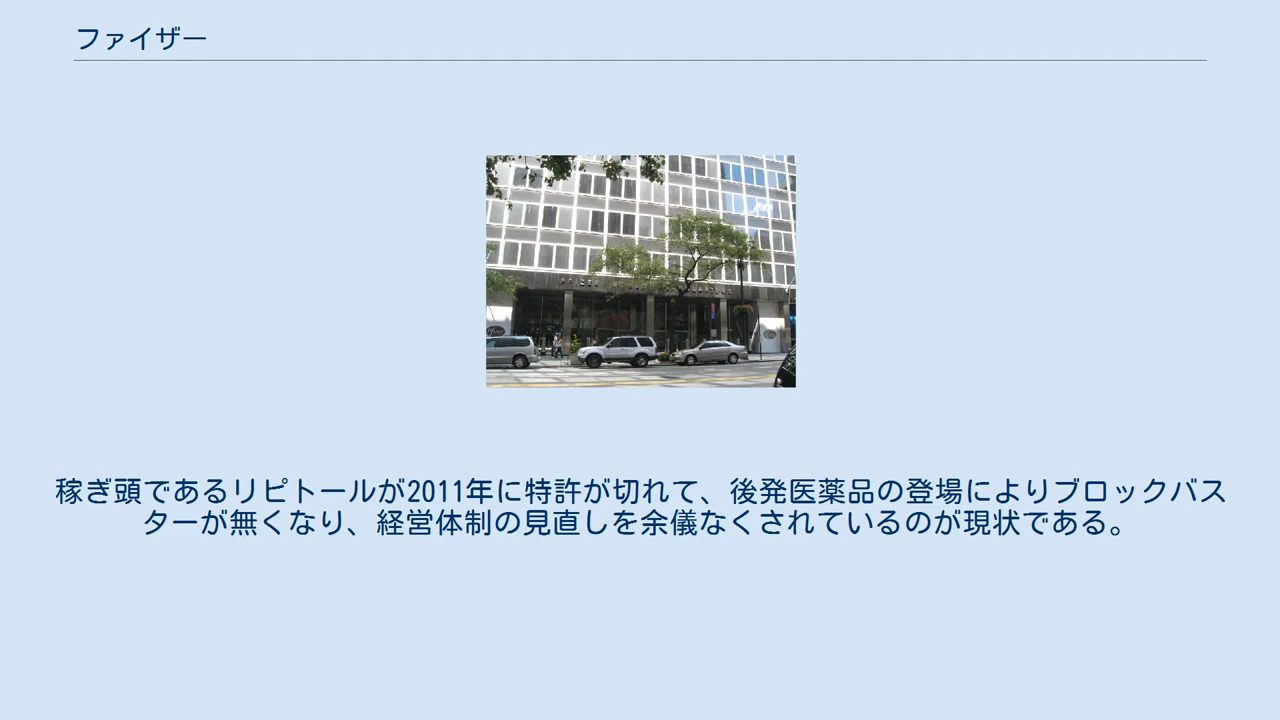 ファイザー
PFIZER
稼ぎ頭であるリピトールが2011年に特許が切れて、後発医薬品の登場によりブロックバス
ターが無くなり、経営体制の見直しを余儀なくされているのが現状である。